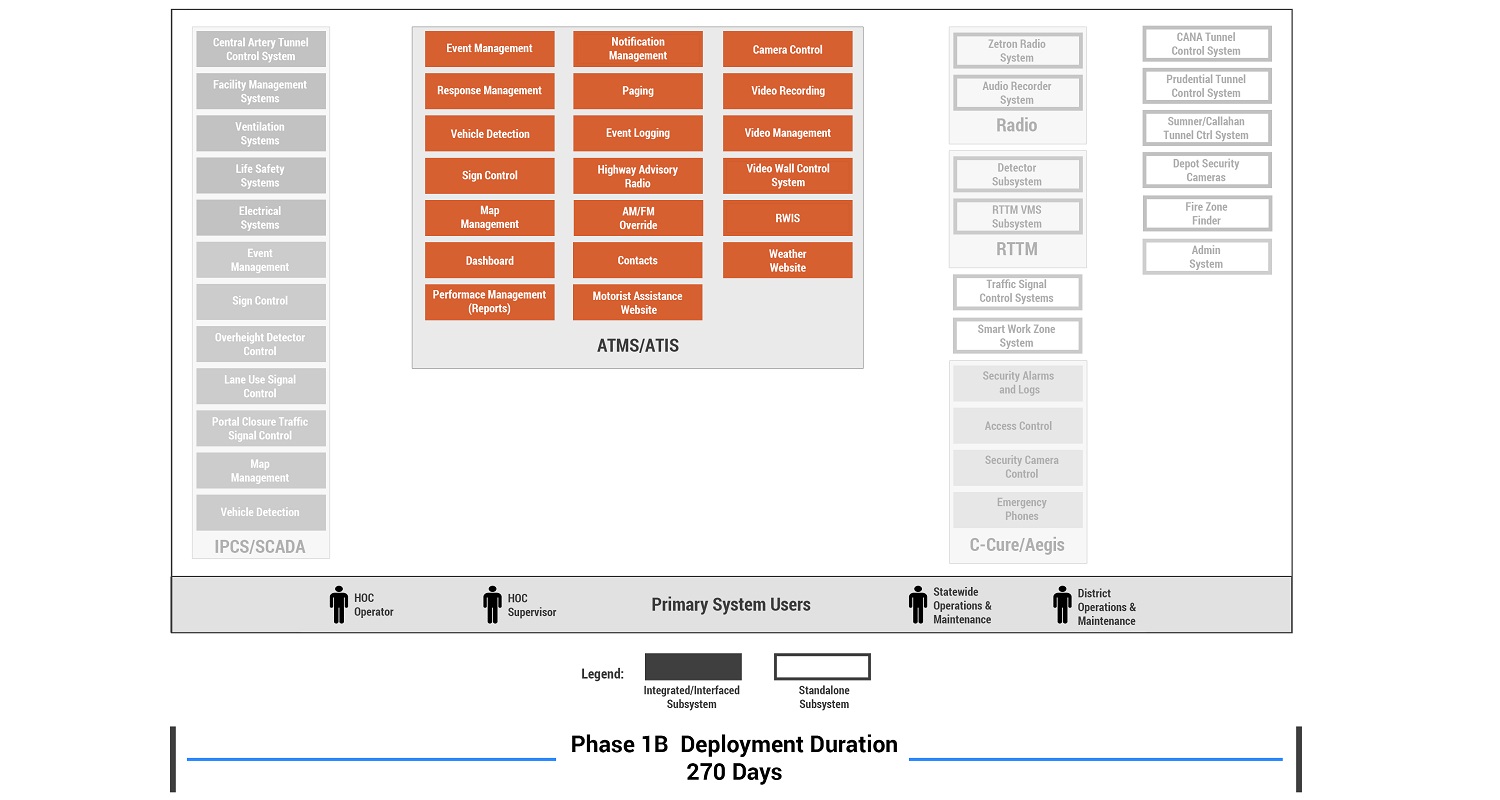 Central Artery Tunnel
Control System
Facility Management
Systems
Ventilation
Systems
Life Safety
Systems
Electrical
Systems
Event
Management
Sign Control
Overheight Detector
Control
Lane Use Signal
Control
Portal Closure Traffic
Signal Control
Map
Management
Vehicle Detection
IPCS/SCADA
Event Management
Response Management
Vehicle Detection
Sign Control
Map
Management
Dashboard
Performace Management
(Reports)
Notification
Management
Paging
Event Logging
Highway Advisory
Radio
AM/FM
Override
Contacts
Motorist Assistance
Website
Camera Control
Video Recording
Video Management
Video Wall Control
System
RWIS
Weather
Website
ATMS/ATIS
Zetron Radio
System
Audio Recorder
System
Radio
Detector
Subsystem
RTTM VMS
Subsystem
RTTM
Traffic Signal
Control Systems
Smart Work Zone
System
Security Alarms
and Logs
Access Control
Security Camera
Control
Emergency
Phones
C-Cure/Aegis
CANA Tunnel
Control System
Prudential Tunnel
Control System
Sumner/Callahan
Tunnel Ctrl System
Depot Security
Cameras
Fire Zone
Finder
Admin
System
HOC
Operator
HOC
Supervisor
Primary System Users
Statewide
Operations &
Maintenance
District
Operations &
Maintenance
Legend:
Integrated/Interfaced
Subsystem
Standalone
Subsystem
Phase 1B Deployment Duration
270 Days